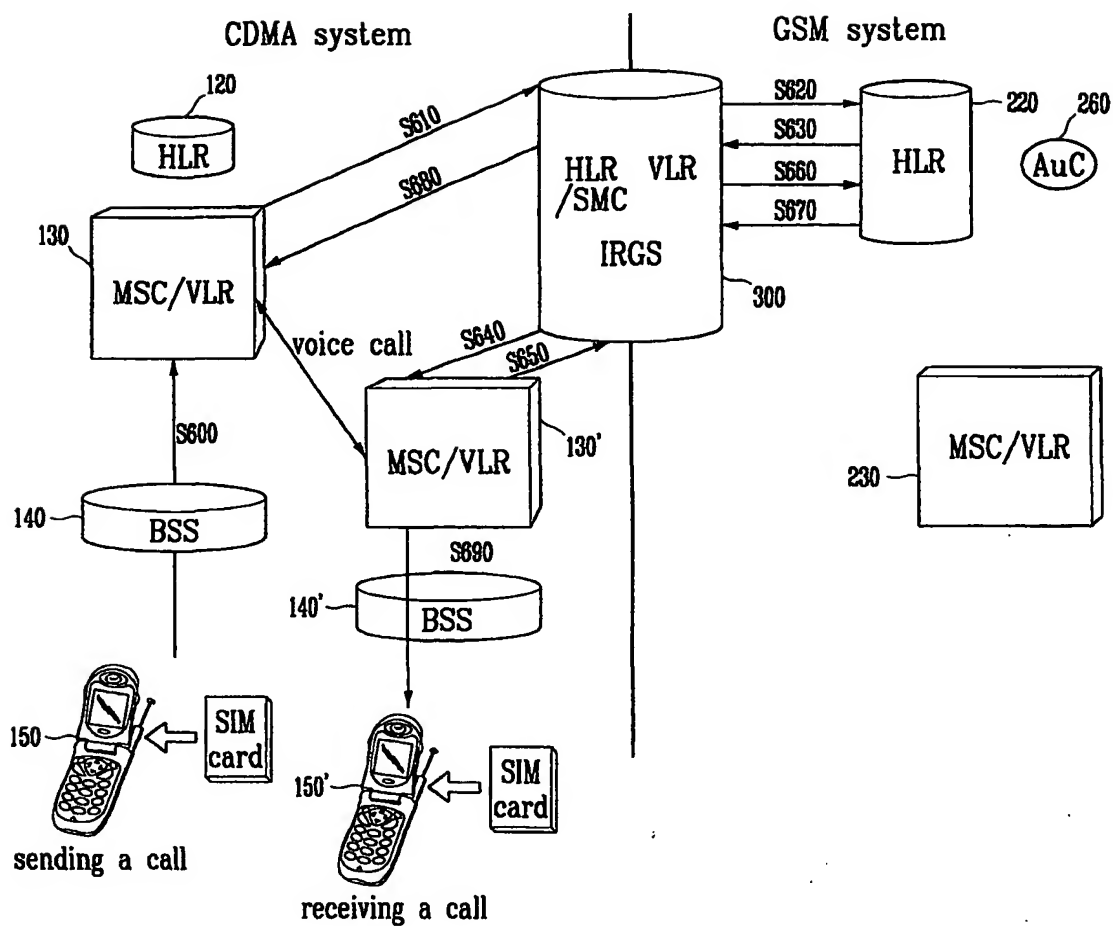 CDMA system
GSM system
120
HLR
S610
S680
130
MSC/VLR
HLR VLR
/SMC
IRGS
300
S620
S630
S660
S670
220
HLR
260
AuC
voice call
S640
S650
MSC/VLR
130'
MSC/VLR
230
S600
140
BSS
S690
140'
BSS
150
SIM
card
sending a call
150'
SIM
card
receiving a call